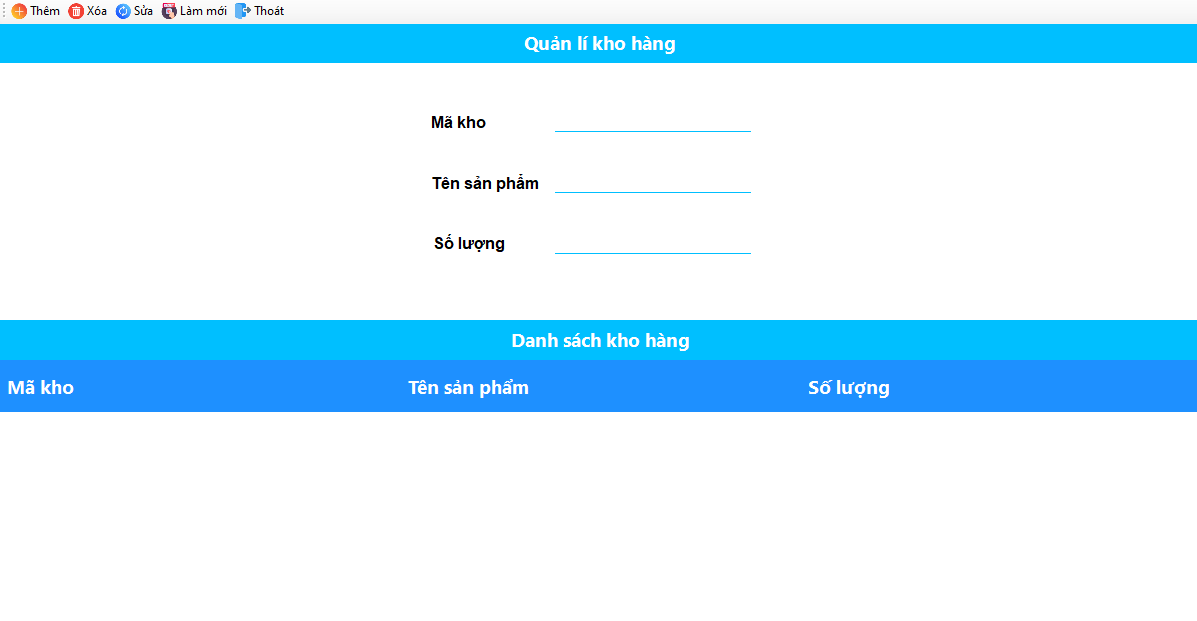 Thêm Xóa Sửa Làm mới Thoát
Quản lí kho hàng
Mã kho
Tên sản phẩm
Số lượng
Danh sách kho hàng
Mã kho Tên sản phẩm Số lượng